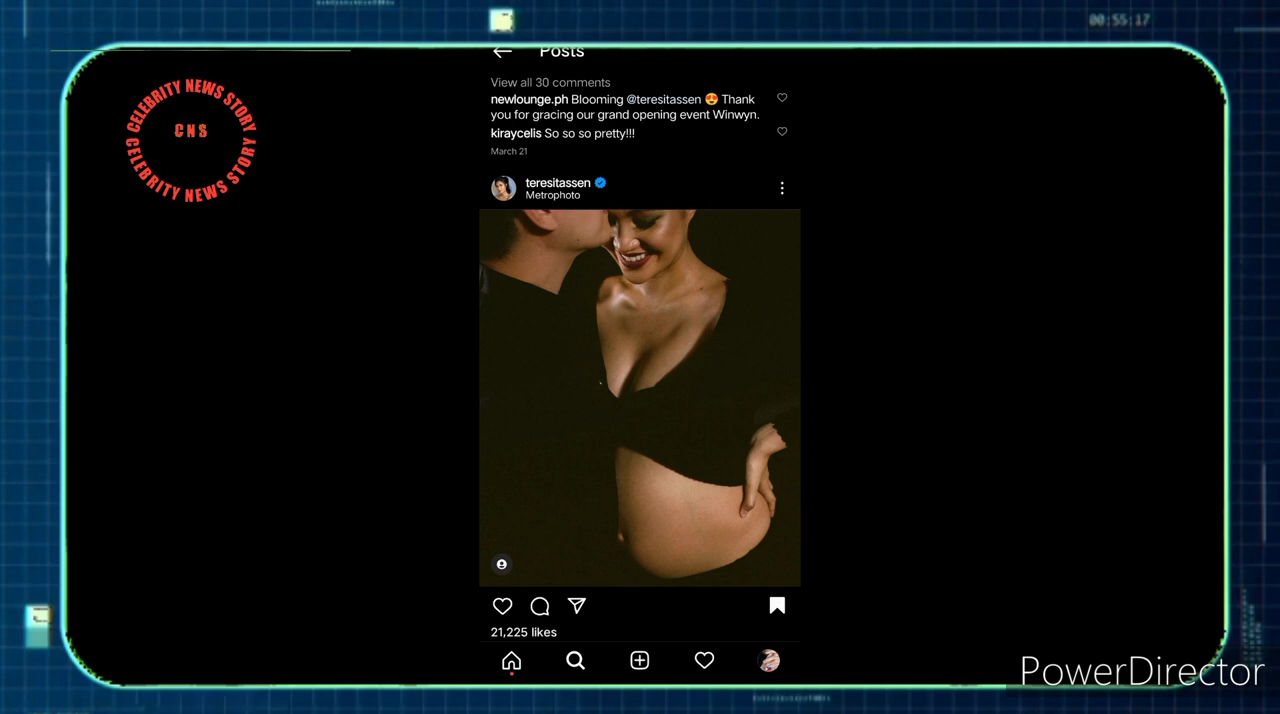 00:55:17
CELEBRITY NEWS STORY
CNS
CELEBRITY NEWS STORY
Posts
View all 30 comments
newlounge.ph Blooming @teresitassen 😍 Thank
you for gracing our grand opening event Winwyn.
kiraycelis So so so pretty!!!
March 21
teresitassen
Metrophoto
21,225 likes
PowerDirector